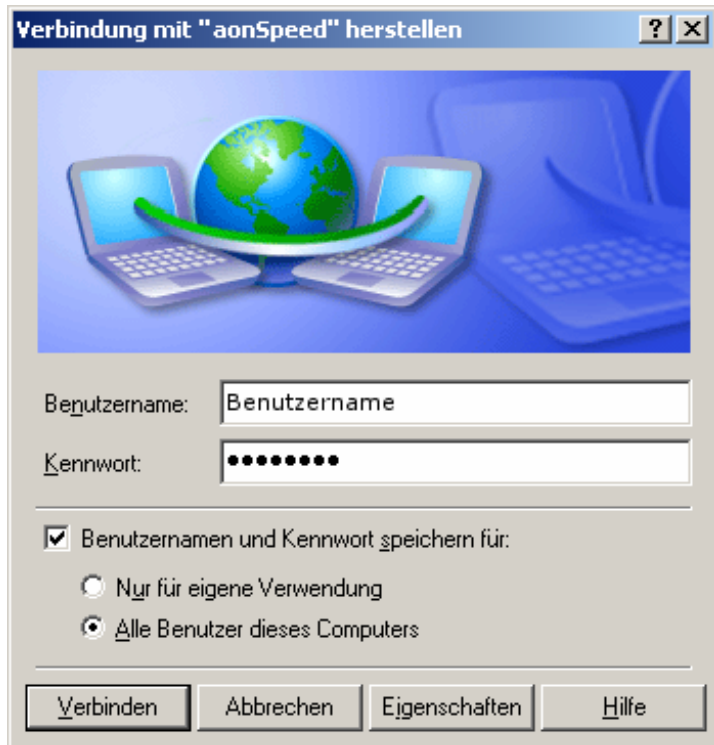 Verbindung mit "aonSpeed" herstellen
Benutzername: Benutzername
Kennwort: ●●●●●●●●
Benutzernamen und Kennwort speichern für:
Nur für eigene Verwendung
Alle Benutzer dieses Computers
Verbinden Abbrechen Eigenschaften Hilfe